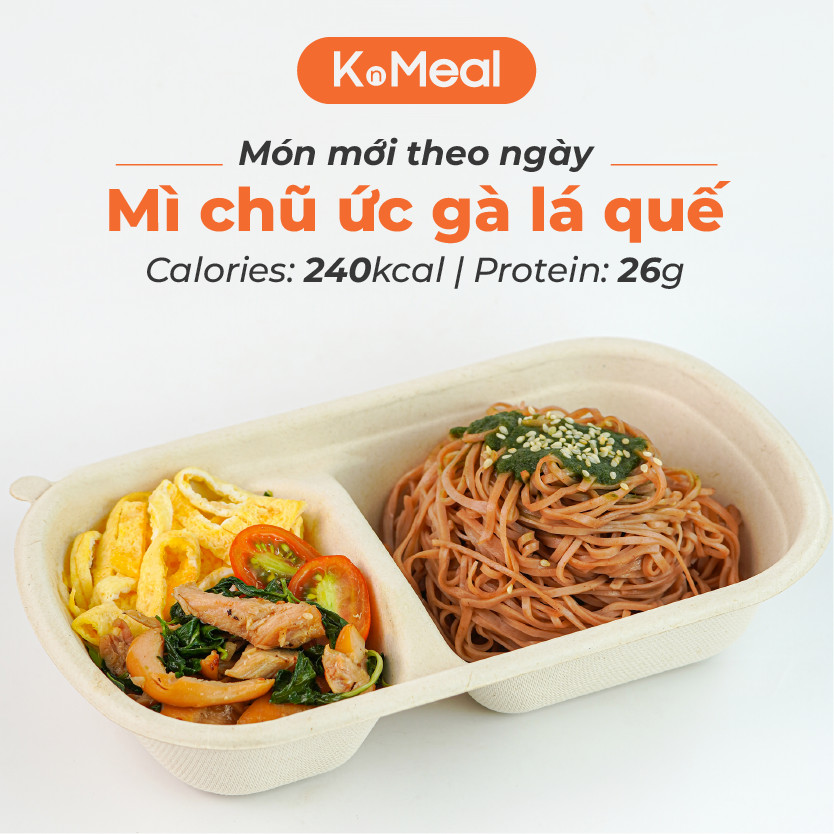 KnMeal
Món mới theo ngày
Mì chũ ức gà lá quế
Calories: 240kcal | Protein: 26g